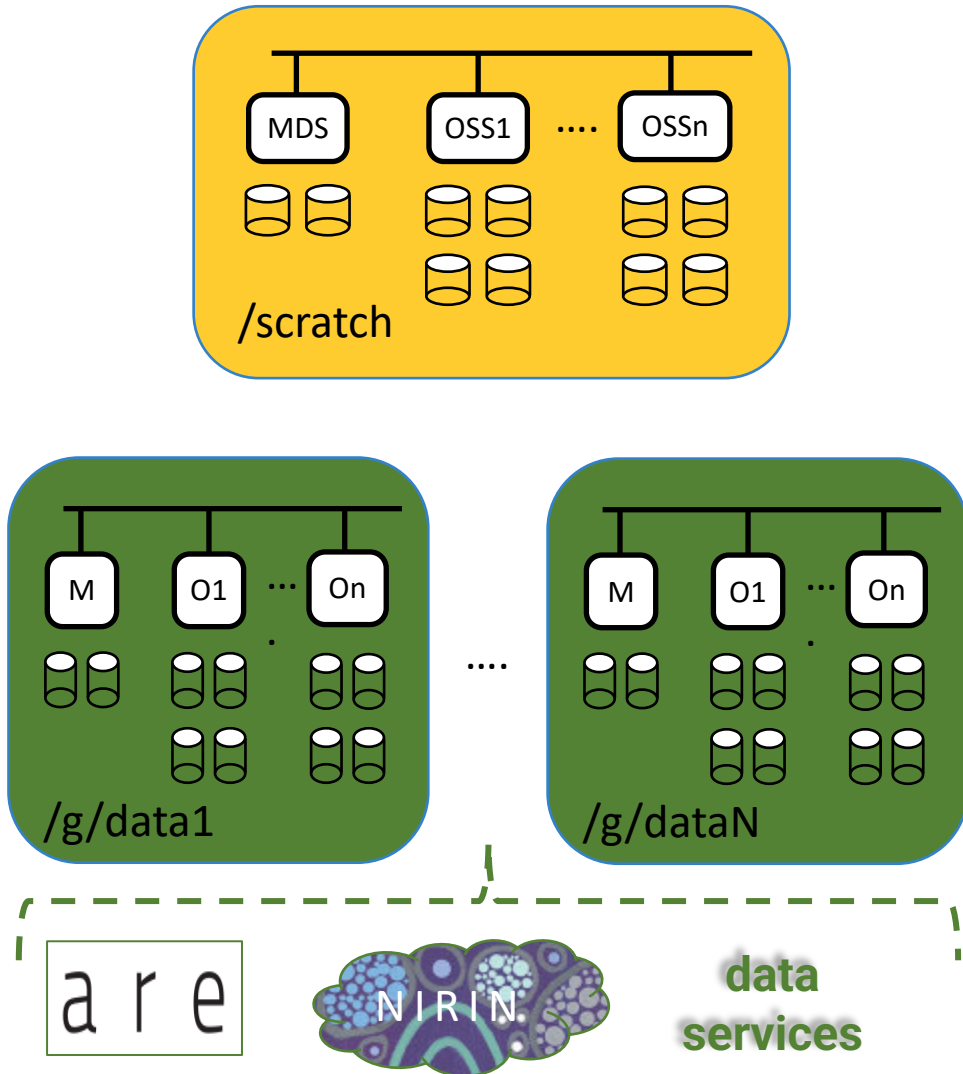 MDS OSS1 .... OSSn
/scratch
M O1 ... On
.
/g/data1
....
M O1 ... On
.
/g/dataN
are
NIRIN
data
services